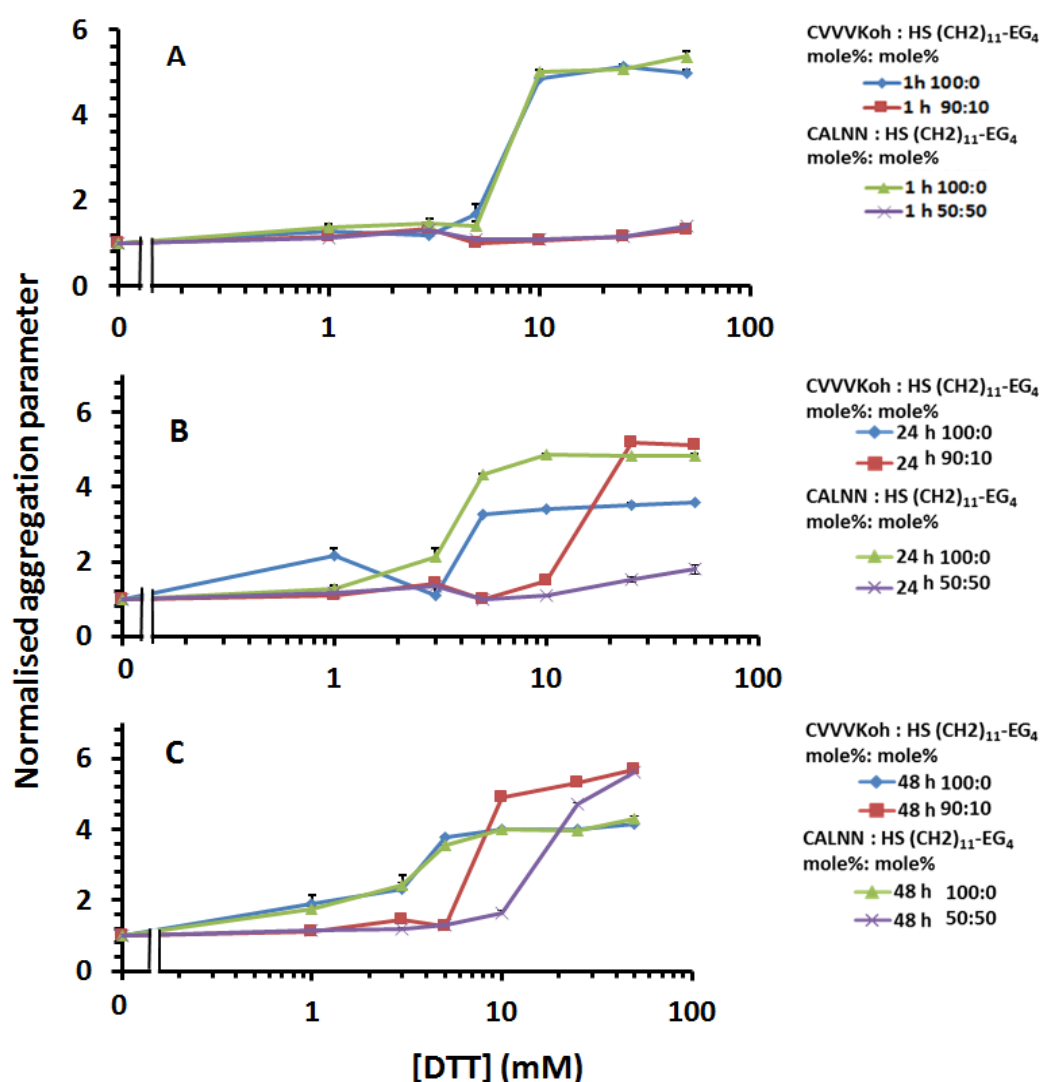 Normalised aggregation parameter
A
6
4
2
0
0 1 10 100
CVVVKoh : HS (CH2)₁₁-EG₄
mole%: mole%
1h 100:0
1 h 90:10
CALNN : HS (CH2)₁₁-EG₄
mole%: mole%
1 h 100:0
1 h 50:50
B
6
4
2
0
0 1 10 100
CVVVKoh : HS (CH2)₁₁-EG₄
mole%: mole%
24 h 100:0
24 h 90:10
CALNN : HS (CH2)₁₁-EG₄
mole%: mole%
24 h 100:0
24 h 50:50
C
6
4
2
0
0 1 10 100
CVVVKoh : HS (CH2)₁₁-EG₄
mole%: mole%
48 h 100:0
48 h 90:10
CALNN : HS (CH2)₁₁-EG₄
mole%: mole%
48 h 100:0
48 h 50:50
[DTT] (mM)